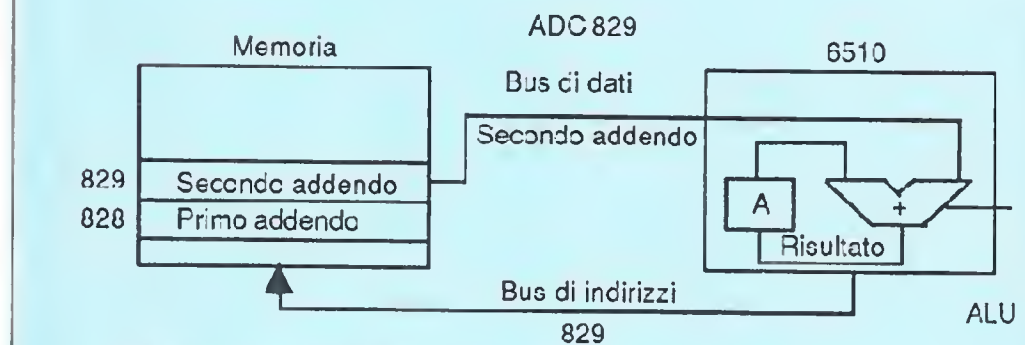 ADC 829
Memoria
6510
Bus di dati
Secondo addendo
829 Secondo addendo
828 Primo addendo
A
+
Risultato
Bus di indirizzi
829
ALU